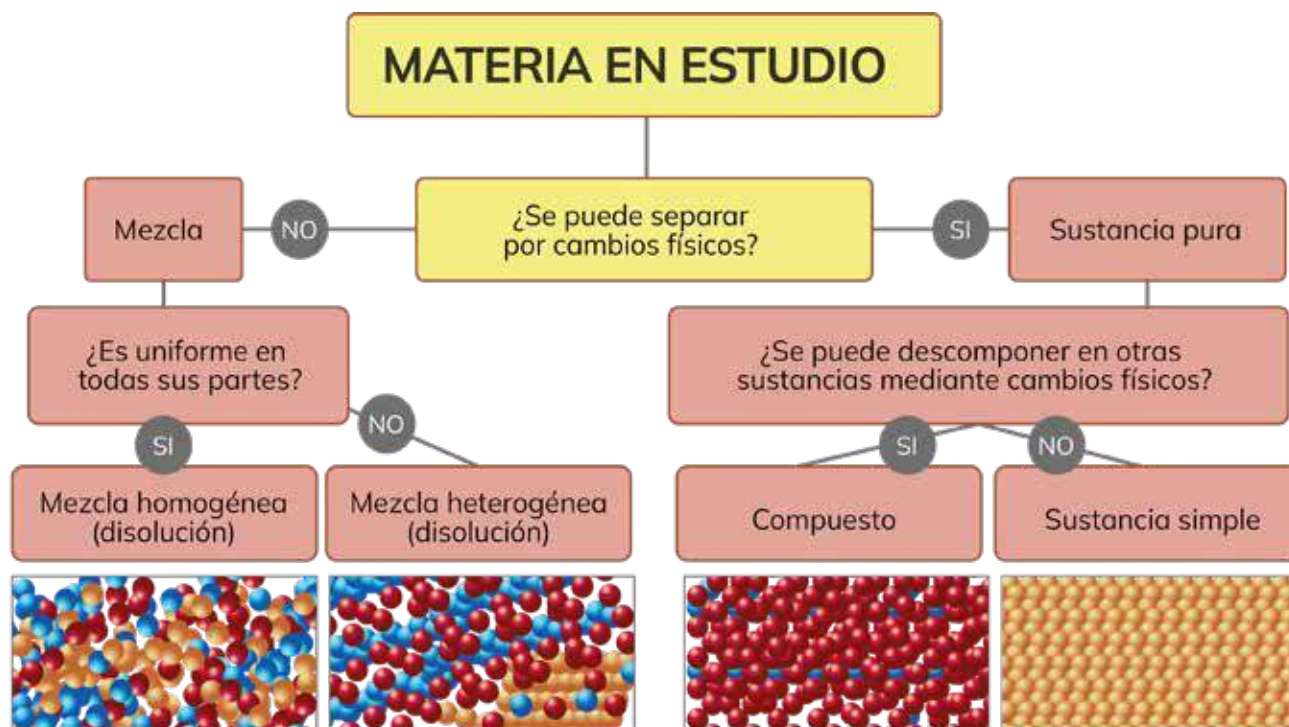 MATERIA EN ESTUDIO
Mezcla
NO
¿Se puede separar
por cambios físicos?
SI
Sustancia pura
¿Es uniforme en
todas sus partes?
¿Se puede descomponer en otras
sustancias mediante cambios físicos?
SI
NO
SI
NO
Mezcla homogénea
(disolución)
Mezcla heterogénea
(disolución)
Compuesto
Sustancia simple